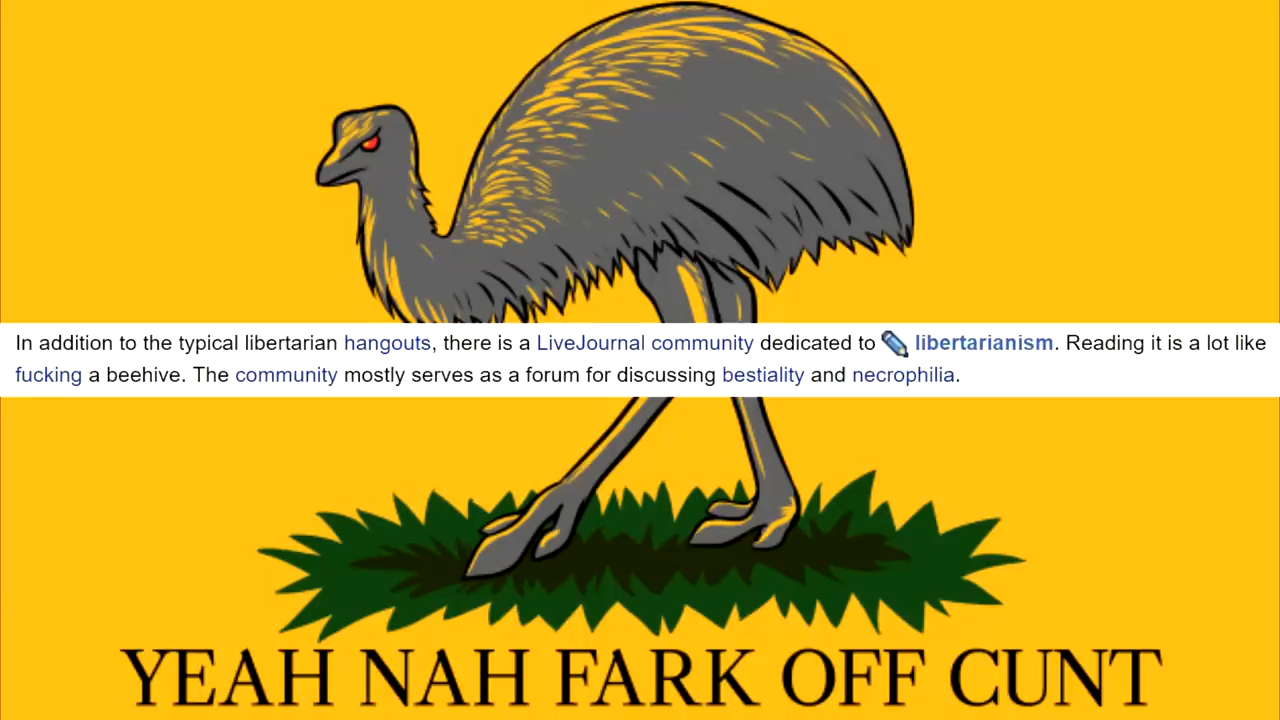 In addition to the typical libertarian hangouts, there is a LiveJournal community dedicated to libertarianism. Reading it is a lot like
fucking a beehive. The community mostly serves as a forum for discussing bestiality and necrophilia.
YEAH NAH FARK OFF CUNT